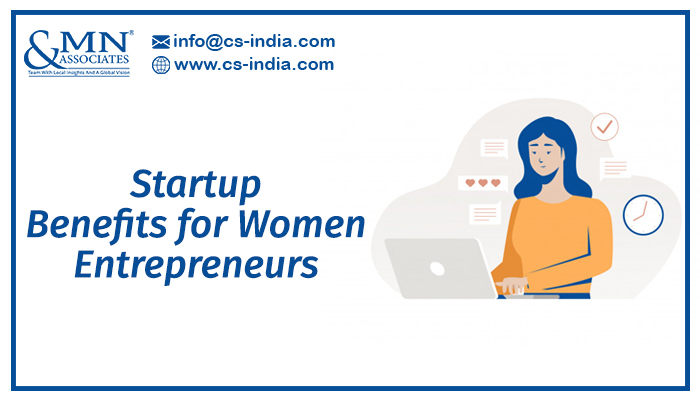 &MN®
ASSOCIATES
Team With Local Insights And A Global Vision
info@cs-india.com
www.cs-india.com
Startup
Benefits for Women
Entrepreneurs